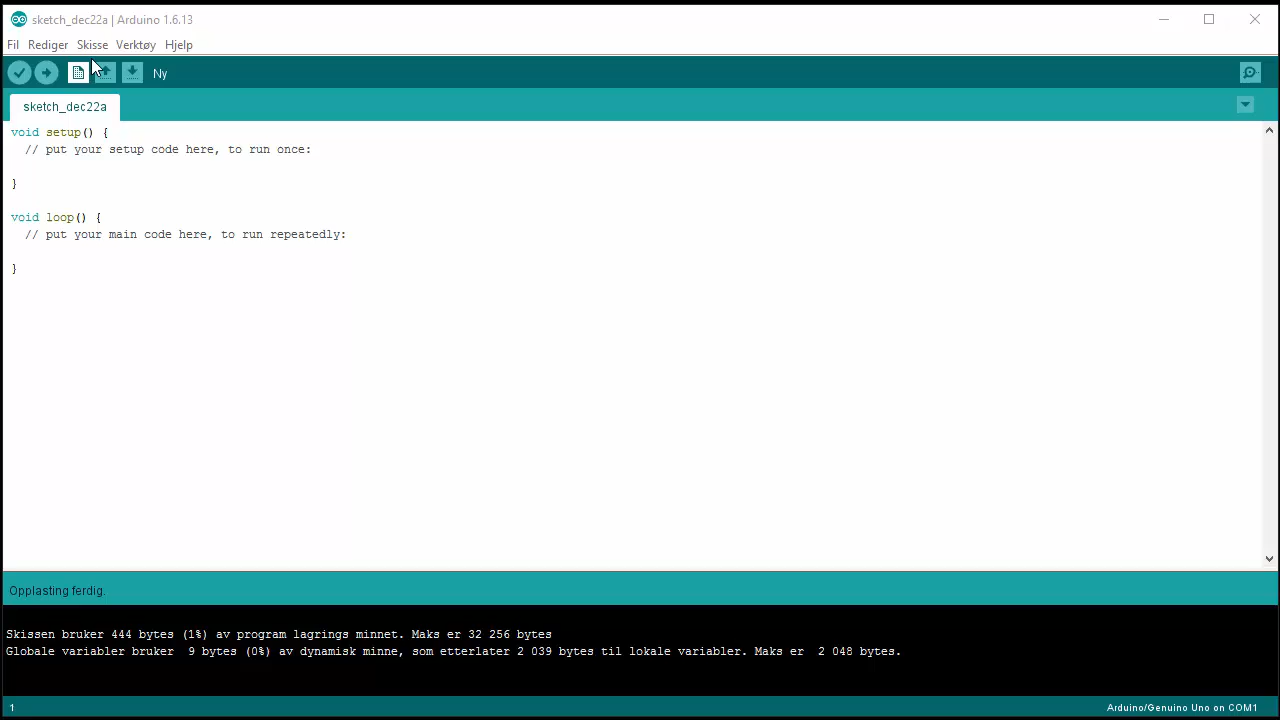 sketch_dec22a | Arduino 1.6.13
Fil Rediger Skisse Verktøy Hjelp
Ny
sketch_dec22a
void setup() {
  // put your setup code here, to run once:
}
void loop() {
  // put your main code here, to run repeatedly:
}
Opplasting ferdig.
Skissen bruker 444 bytes (1%) av program lagrings minnet. Maks er 32 256 bytes
Globale variabler bruker  9 bytes (0%) av dynamisk minne, som etterlater 2 039 bytes til lokale variabler. Maks er  2 048 bytes.
1 Arduino/Genuino Uno on COM1